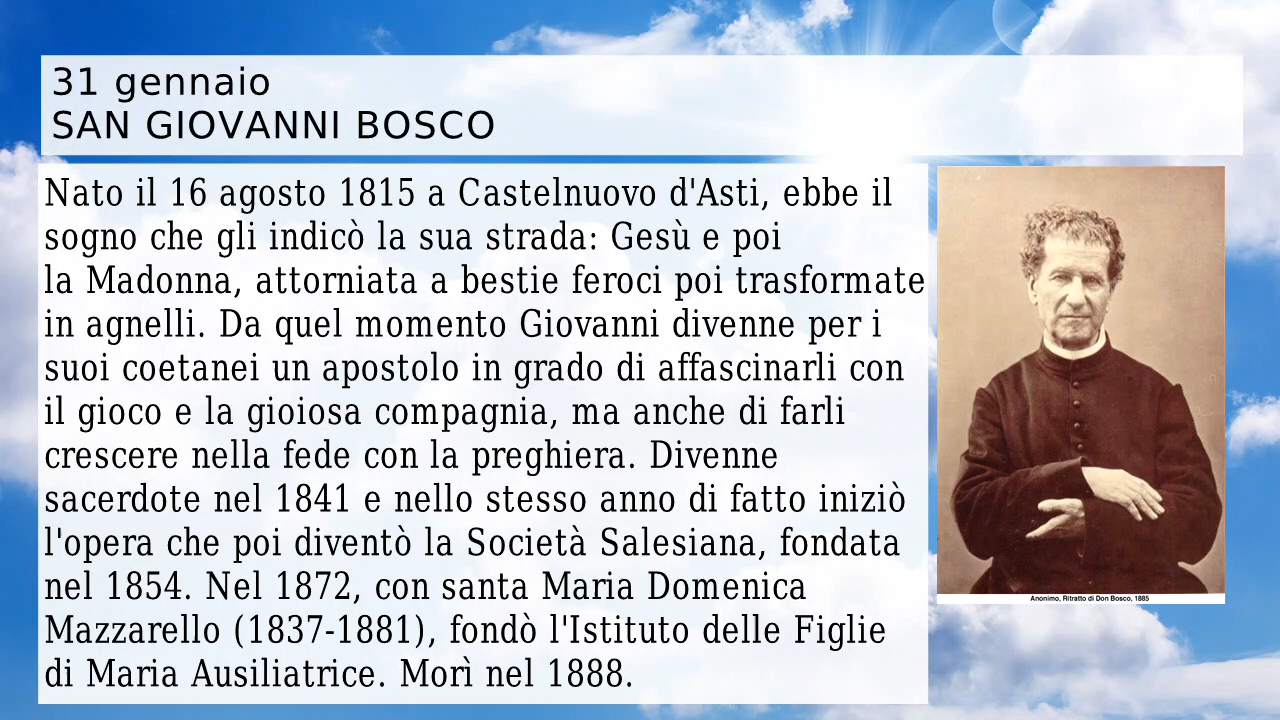 31 gennaio
SAN GIOVANNI BOSCO
Nato il 16 agosto 1815 a Castelnuovo d'Asti, ebbe il
sogno che gli indicò la sua strada: Gesù e poi
la Madonna, attorniata a bestie feroci poi trasformate
in agnelli. Da quel momento Giovanni divenne per i
suoi coetanei un apostolo in grado di affascinarli con
il gioco e la gioiosa compagnia, ma anche di farli
crescere nella fede con la preghiera. Divenne
sacerdote nel 1841 e nello stesso anno di fatto iniziò
l'opera che poi diventò la Società Salesiana, fondata
nel 1854. Nel 1872, con santa Maria Domenica
Mazzarello (1837-1881), fondò l'Istituto delle Figlie
di Maria Ausiliatrice. Morì nel 1888.
Anonimo, Ritratto di Don Bosco, 1885